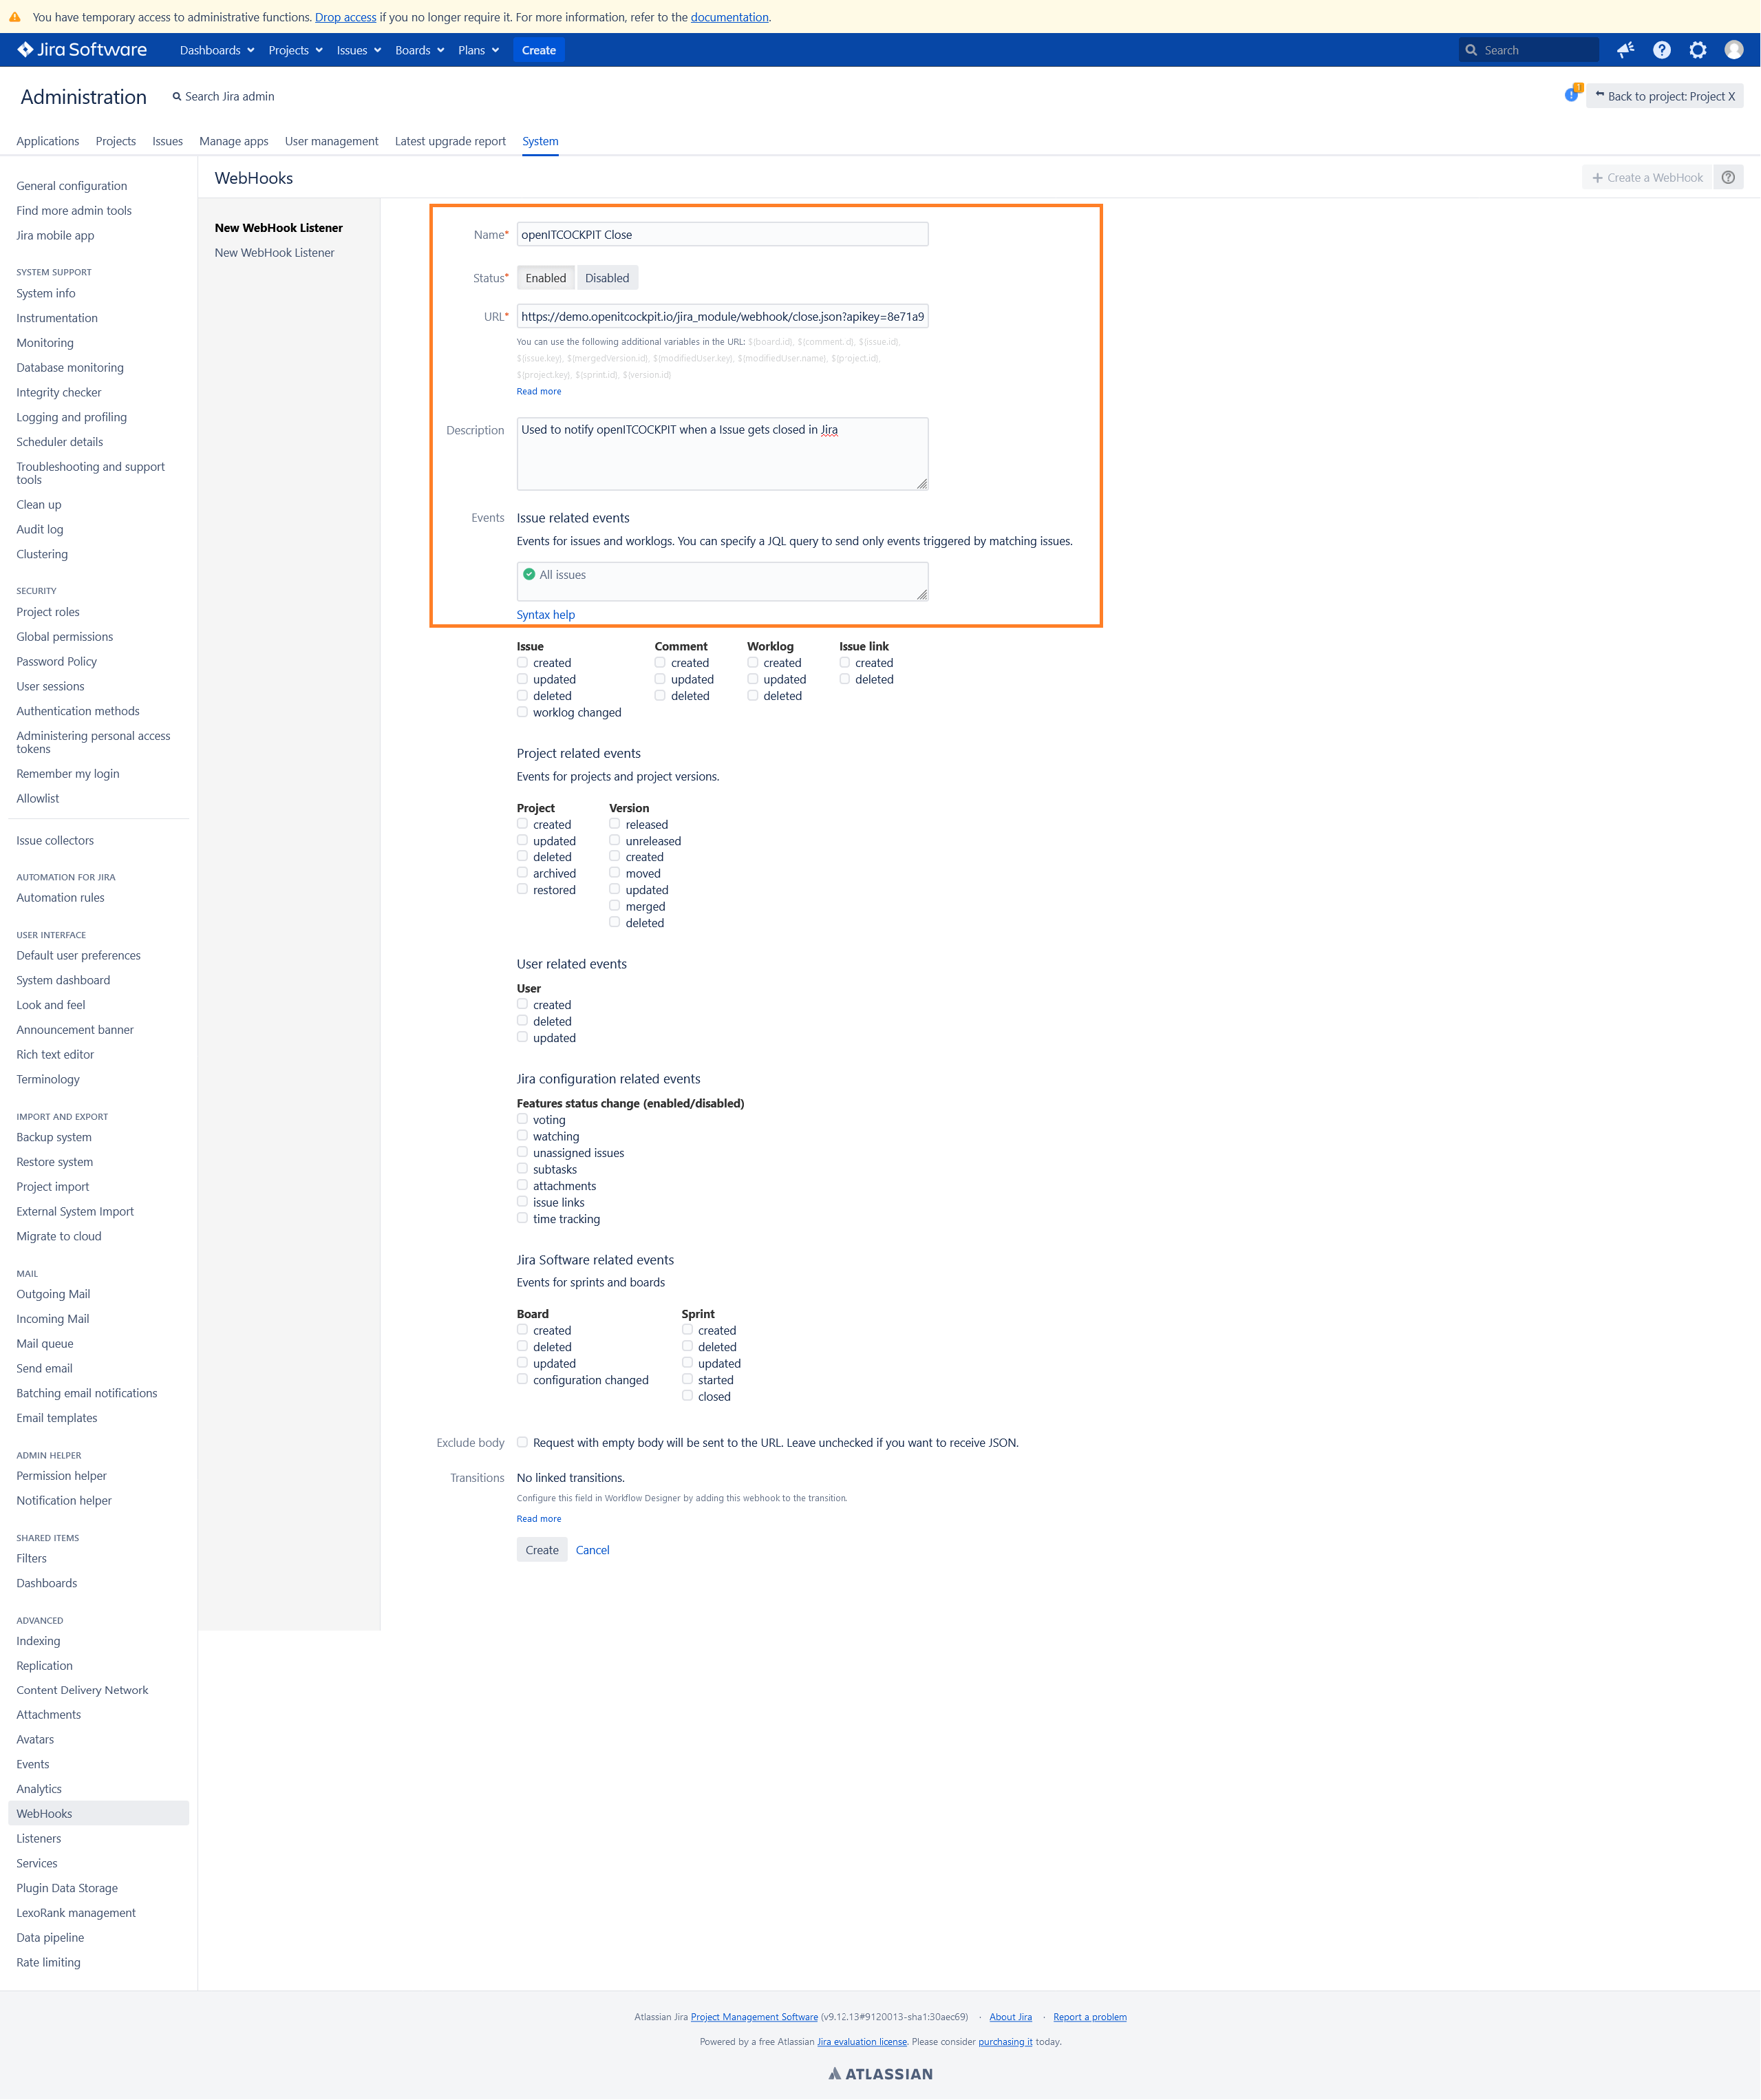 You have temporary access to administrative functions. Drop access if you no longer require it. For more information, refer to the documentation.
Jira Software Dashboards Projects Issues Boards Plans Create Search
Administration Search Jira admin Back to project: Project X
Applications Projects Issues Manage apps User management Latest upgrade report System
General configuration
Find more admin tools
Jira mobile app
SYSTEM SUPPORT
System info
Instrumentation
Monitoring
Database monitoring
Integrity checker
Logging and profiling
Scheduler details
Troubleshooting and support
tools
Clean up
Audit log
Clustering
SECURITY
Project roles
Global permissions
Password Policy
User sessions
Authentication methods
Administering personal access
tokens
Remember my login
Allowlist
Issue collectors
AUTOMATION FOR JIRA
Automation rules
USER INTERFACE
Default user preferences
System dashboard
Look and feel
Announcement banner
Rich text editor
Terminology
IMPORT AND EXPORT
Backup system
Restore system
Project import
External System Import
Migrate to cloud
MAIL
Outgoing Mail
Incoming Mail
Mail queue
Send email
Batching email notifications
Email templates
ADMIN HELPER
Permission helper
Notification helper
SHARED ITEMS
Filters
Dashboards
ADVANCED
Indexing
Replication
Content Delivery Network
Attachments
Avatars
Events
Analytics
WebHooks
Listeners
Services
Plugin Data Storage
LexoRank management
Data pipeline
Rate limiting
WebHooks + Create a WebHook
New WebHook Listener
New WebHook Listener
Name* openITCOCKPIT Close
Status* Enabled Disabled
URL* https://demo.openitcockpit.io/jira_module/webhook/close.json?apikey=8e71a9
You can use the following additional variables in the URL: ${board.id}, ${comment.id}, ${issue.id},
${issue.key}, ${mergedVersion.id}, ${modifiedUser.key}, ${modifiedUser.name}, ${project.id},
${project.key}, ${sprint.id}, ${version.id}
Read more
Description Used to notify openITCOCKPIT when a Issue gets closed in Jira
Events Issue related events
Events for issues and worklogs. You can specify a JQL query to send only events triggered by matching issues.
All issues
Syntax help
Issue Comment Worklog Issue link
created created created created
updated updated updated deleted
deleted deleted deleted
worklog changed
Project related events
Events for projects and project versions.
Project Version
created released
updated unreleased
deleted created
archived moved
restored updated
merged
deleted
User related events
User
created
deleted
updated
Jira configuration related events
Features status change (enabled/disabled)
voting
watching
unassigned issues
subtasks
attachments
issue links
time tracking
Jira Software related events
Events for sprints and boards
Board Sprint
created created
deleted deleted
updated updated
configuration changed started
closed
Exclude body Request with empty body will be sent to the URL. Leave unchecked if you want to receive JSON.
Transitions No linked transitions.
Configure this field in Workflow Designer by adding this webhook to the transition.
Read more
Create Cancel
Atlassian Jira Project Management Software (v9.12.13#9120013-sha1:30aec69) · About Jira · Report a problem
Powered by a free Atlassian Jira evaluation license. Please consider purchasing it today.
ATLASSIAN